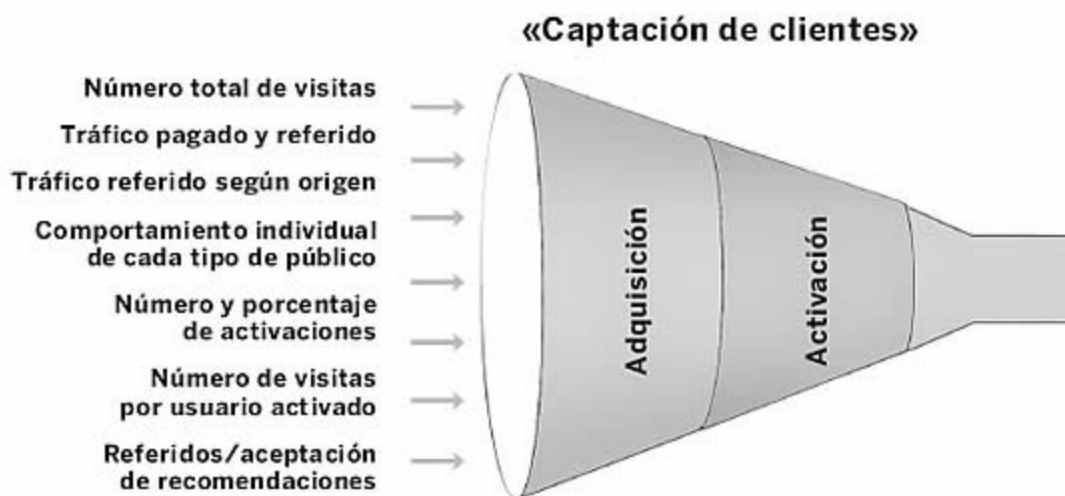 «Captación de clientes»
Número total de visitas
Tráfico pagado y referido
Tráfico referido según origen
Comportamiento individual
de cada tipo de público
Número y porcentaje
de activaciones
Número de visitas
por usuario activado
Referidos/aceptación
de recomendaciones
Adquisición
Activación